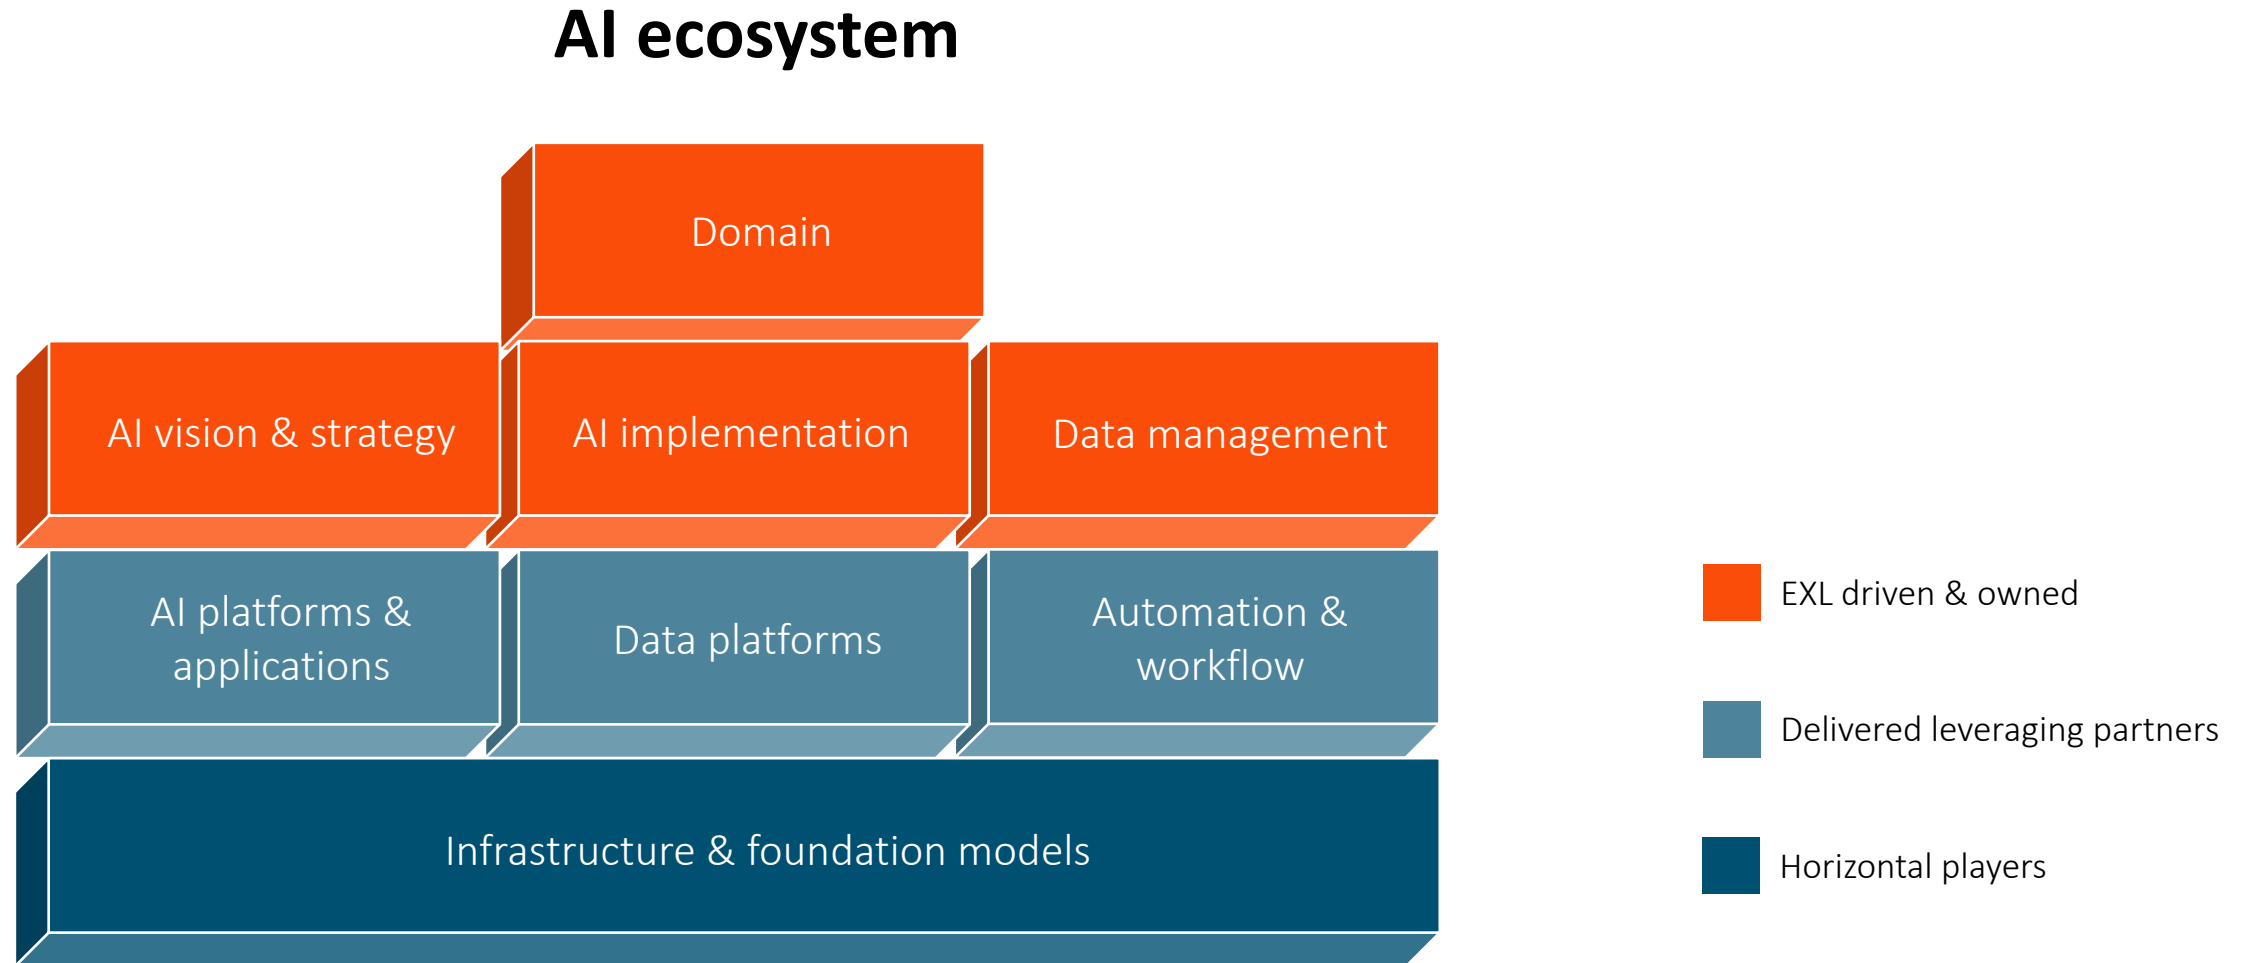 AI ecosystem
Domain
AI vision & strategy
AI implementation
Data management
AI platforms &
applications
Data platforms
Automation &
workflow
Infrastructure & foundation models
EXL driven & owned
Delivered leveraging partners
Horizontal players